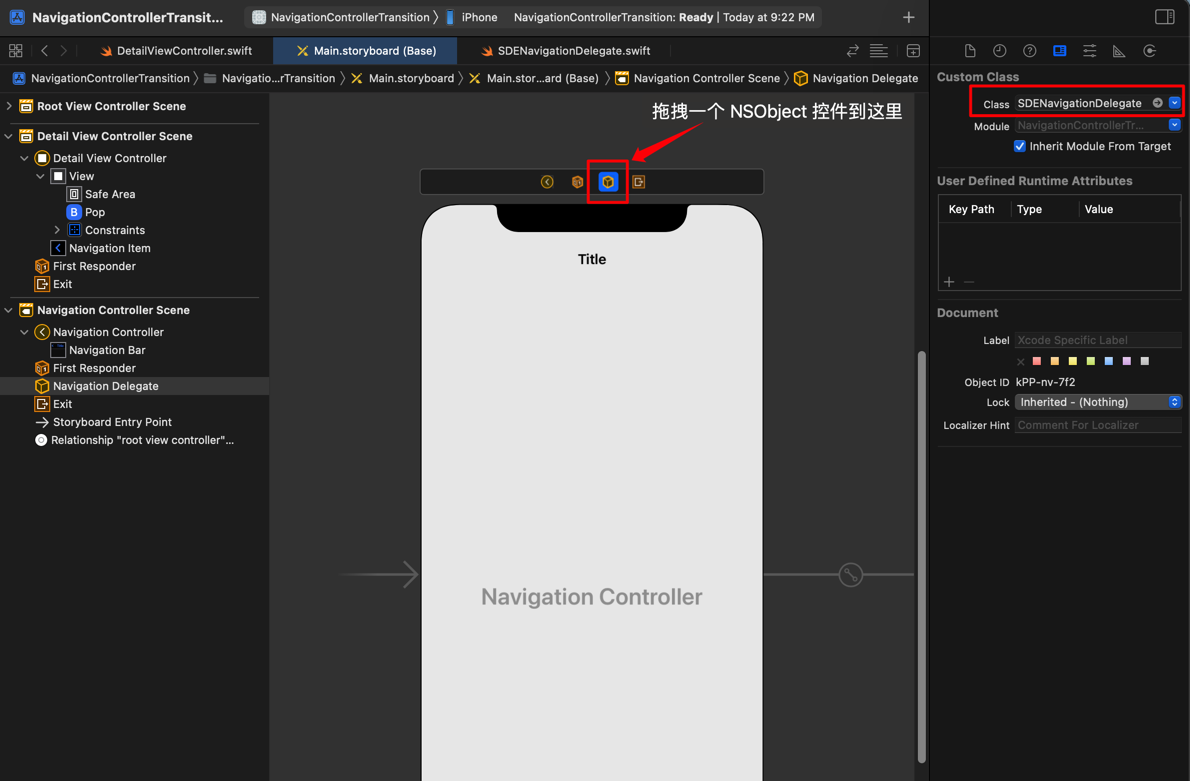 NavigationControllerTransit...
NavigationControllerTransition 〉 iPhone
NavigationControllerTransition: Ready | Today at 9:22 PM
DetailViewController.swift
Main.storyboard (Base)
SDENavigationDelegate.swift
NavigationControllerTransition 〉 Navigatio...rTransition 〉 Main.storyboard 〉 Main.stor...ard (Base) 〉 Navigation Controller Scene 〉 Navigation Delegate
Root View Controller Scene
Detail View Controller Scene
Detail View Controller
View
Safe Area
B Pop
Constraints
Navigation Item
First Responder
Exit
Navigation Controller Scene
Navigation Controller
Navigation Bar
First Responder
Navigation Delegate
Exit
Storyboard Entry Point
Relationship "root view controller"...
拖拽一个 NSObject 控件到这里
Title
Navigation Controller
Custom Class
Class SDENavigationDelegate
Module NavigationControllerTr...
Inherit Module From Target
User Defined Runtime Attributes
Key Path Type Value
Document
Label Xcode Specific Label
Object ID kPP-nv-7f2
Lock Inherited - (Nothing)
Localizer Hint Comment For Localizer